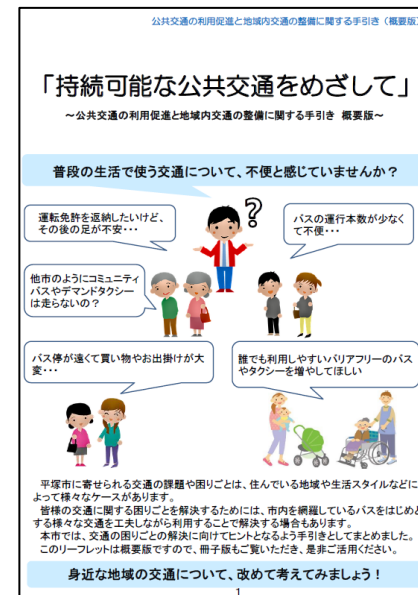 公共交通の利用促進と地域内交通の整備に関する手引き（概要版）
「持続可能な公共交通をめざして」
～公共交通の利用促進と地域内交通の整備に関する手引き 概要版～
普段の生活で使う交通について、不便と感じていませんか？
?
運転免許を返納したいけど、
その後の足が不安・・・
バスの運行本数が少なく
て不便・・・
他市のようにコミュニティ
バスやデマンドタクシー
は走らないの？
バス停が遠くて買い物やお出掛けが大
変・・・
誰でも利用しやすいバリアフリーのバス
やタクシーを増やしてほしい
平塚市に寄せられる交通の課題や困りごとは、住んでいる地域や生活スタイルなどに
よって様々なケースがあります。
皆様の交通に関する困りごとを解決するためには、市内を網羅しているバスをはじめと
する様々な交通を工夫しながら利用することで解決する場合もあります。
本市では、交通の困りごとの解決に向けてヒントとなるよう手引きとしてまとめました。
このリーフレットは概要版ですので、冊子版もご覧いただき、是非ご活用ください。
身近な地域の交通について、改めて考えてみましょう！
1